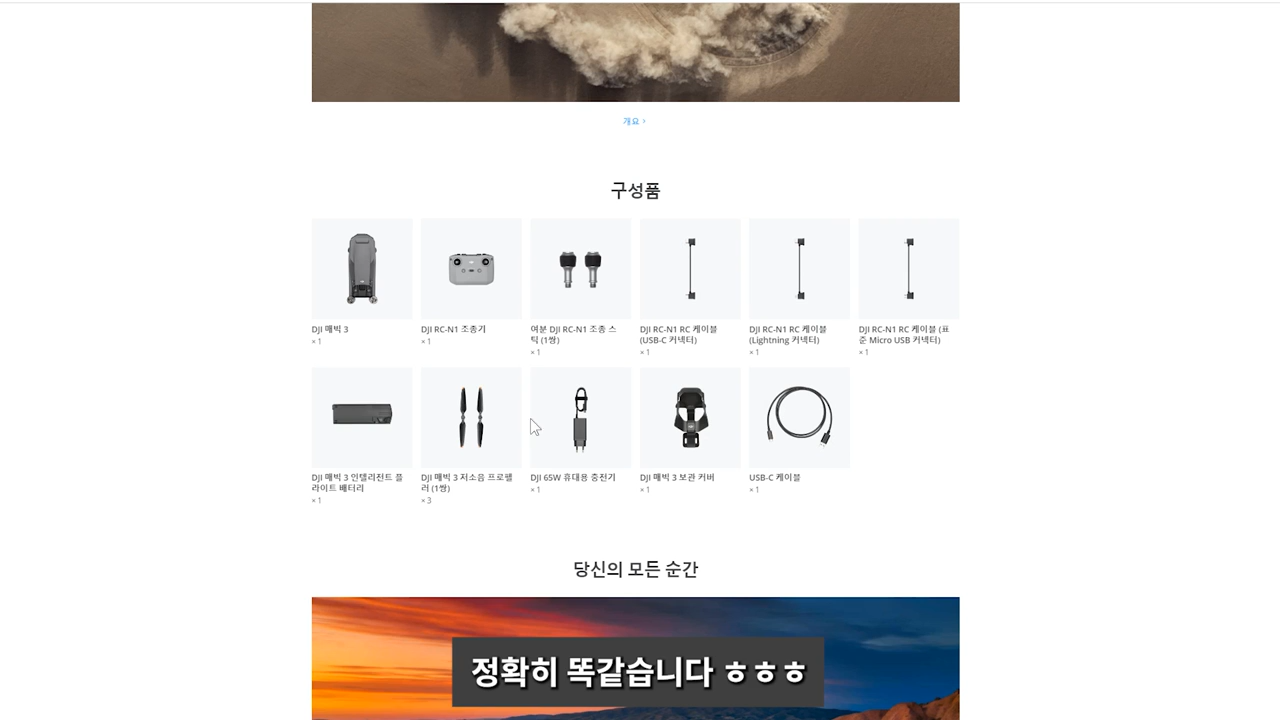 개요 >
구성품
DJI 매빅 3
× 1
DJI RC-N1 조종기
× 1
여분 DJI RC-N1 조종 스
틱 (1쌍)
× 1
DJI RC-N1 RC 케이블
(USB-C 커넥터)
× 1
DJI RC-N1 RC 케이블
(Lightning 커넥터)
× 1
DJI RC-N1 RC 케이블 (표
준 Micro USB 커넥터)
× 1
DJI 매빅 3 인텔리전트 플
라이트 배터리
× 1
DJI 매빅 3 저소음 프로펠
러 (1쌍)
× 3
DJI 65W 휴대용 충전기
× 1
DJI 매빅 3 보관 커버
× 1
USB-C 케이블
× 1
당신의 모든 순간
정확히 똑같습니다 ㅎㅎㅎ